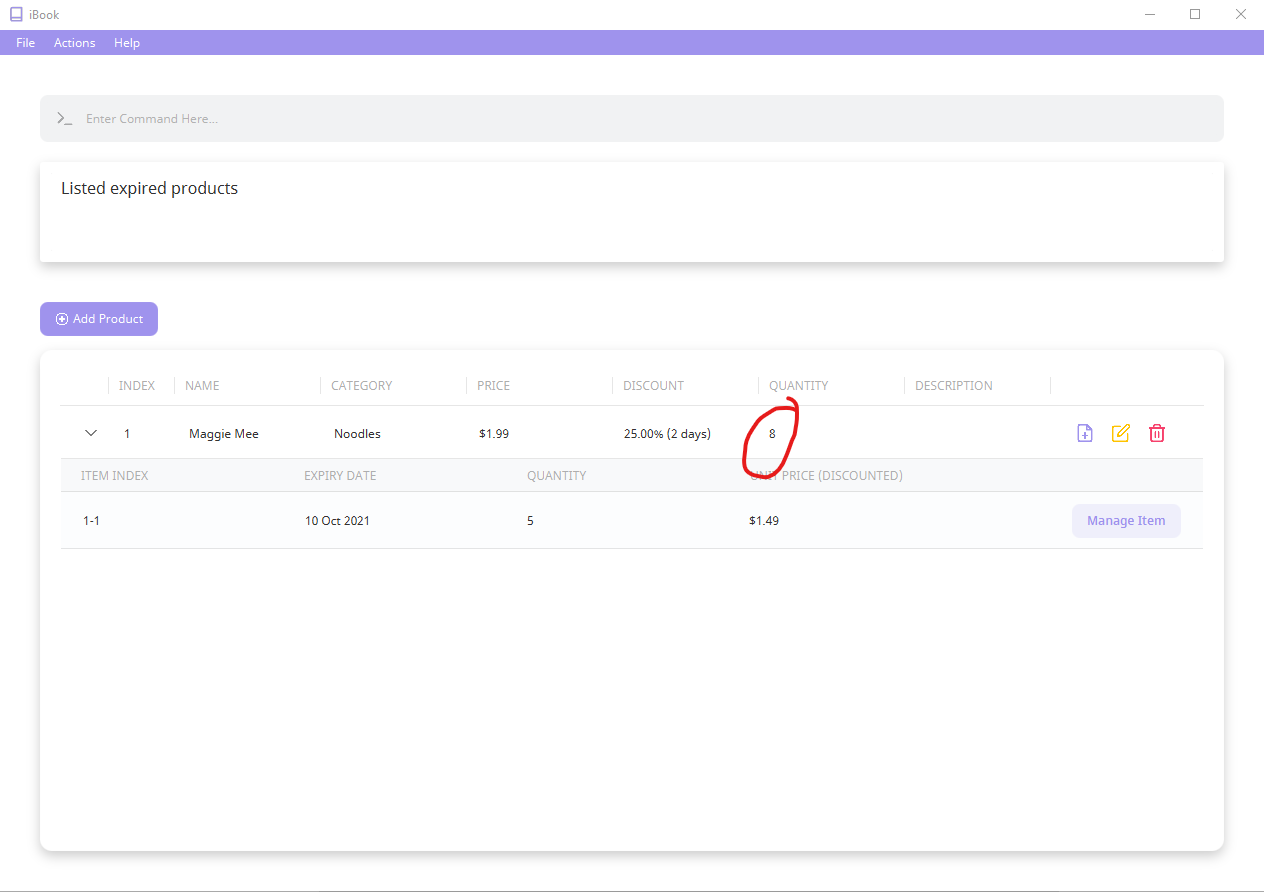 iBook
File Actions Help
Enter Command Here...
Listed expired products
Add Product
INDEX NAME CATEGORY PRICE DISCOUNT QUANTITY DESCRIPTION
1 Maggie Mee Noodles $1.99 25.00% (2 days) 8
ITEM INDEX EXPIRY DATE QUANTITY UNIT PRICE (DISCOUNTED)
1-1 10 Oct 2021 5 $1.49 Manage Item